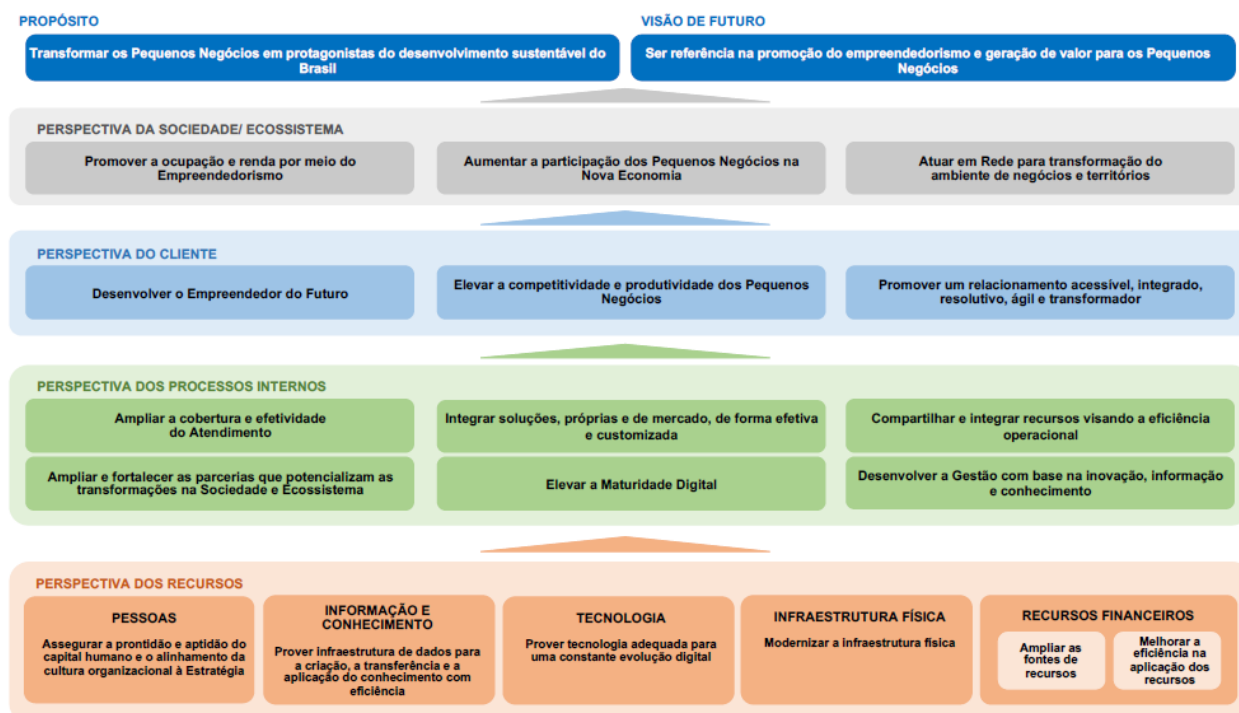 PROPÓSITO
Transformar os Pequenos Negócios em protagonistas do desenvolvimento sustentável do
Brasil
VISÃO DE FUTURO
Ser referência na promoção do empreendedorismo e geração de valor para os Pequenos
Negócios
PERSPECTIVA DA SOCIEDADE/ ECOSSISTEMA
Promover a ocupação e renda por meio do
Empreendedorismo
Aumentar a participação dos Pequenos Negócios na
Nova Economia
Atuar em Rede para transformação do
ambiente de negócios e territórios
PERSPECTIVA DO CLIENTE
Desenvolver o Empreendedor do Futuro
Elevar a competitividade e produtividade dos Pequenos
Negócios
Promover um relacionamento acessível, integrado,
resolutivo, ágil e transformador
PERSPECTIVA DOS PROCESSOS INTERNOS
Ampliar a cobertura e efetividade
do Atendimento
Integrar soluções, próprias e de mercado, de forma efetiva
e customizada
Compartilhar e integrar recursos visando a eficiência
operacional
Ampliar e fortalecer as parcerias que potencializam as
transformações na Sociedade e Ecossistema
Elevar a Maturidade Digital
Desenvolver a Gestão com base na inovação, informação
e conhecimento
PERSPECTIVA DOS RECURSOS
PESSOAS
Assegurar a prontidão e aptidão do
capital humano e o alinhamento da
cultura organizacional à Estratégia
INFORMAÇÃO E
CONHECIMENTO
Prover infraestrutura de dados para
a criação, a transferência e a
aplicação do conhecimento com
eficiência
TECNOLOGIA
Prover tecnologia adequada para
uma constante evolução digital
INFRAESTRUTURA FÍSICA
Modernizar a infraestrutura física
RECURSOS FINANCEIROS
Ampliar as
fontes de
recursos
Melhorar a
eficiência na
aplicação dos
recursos